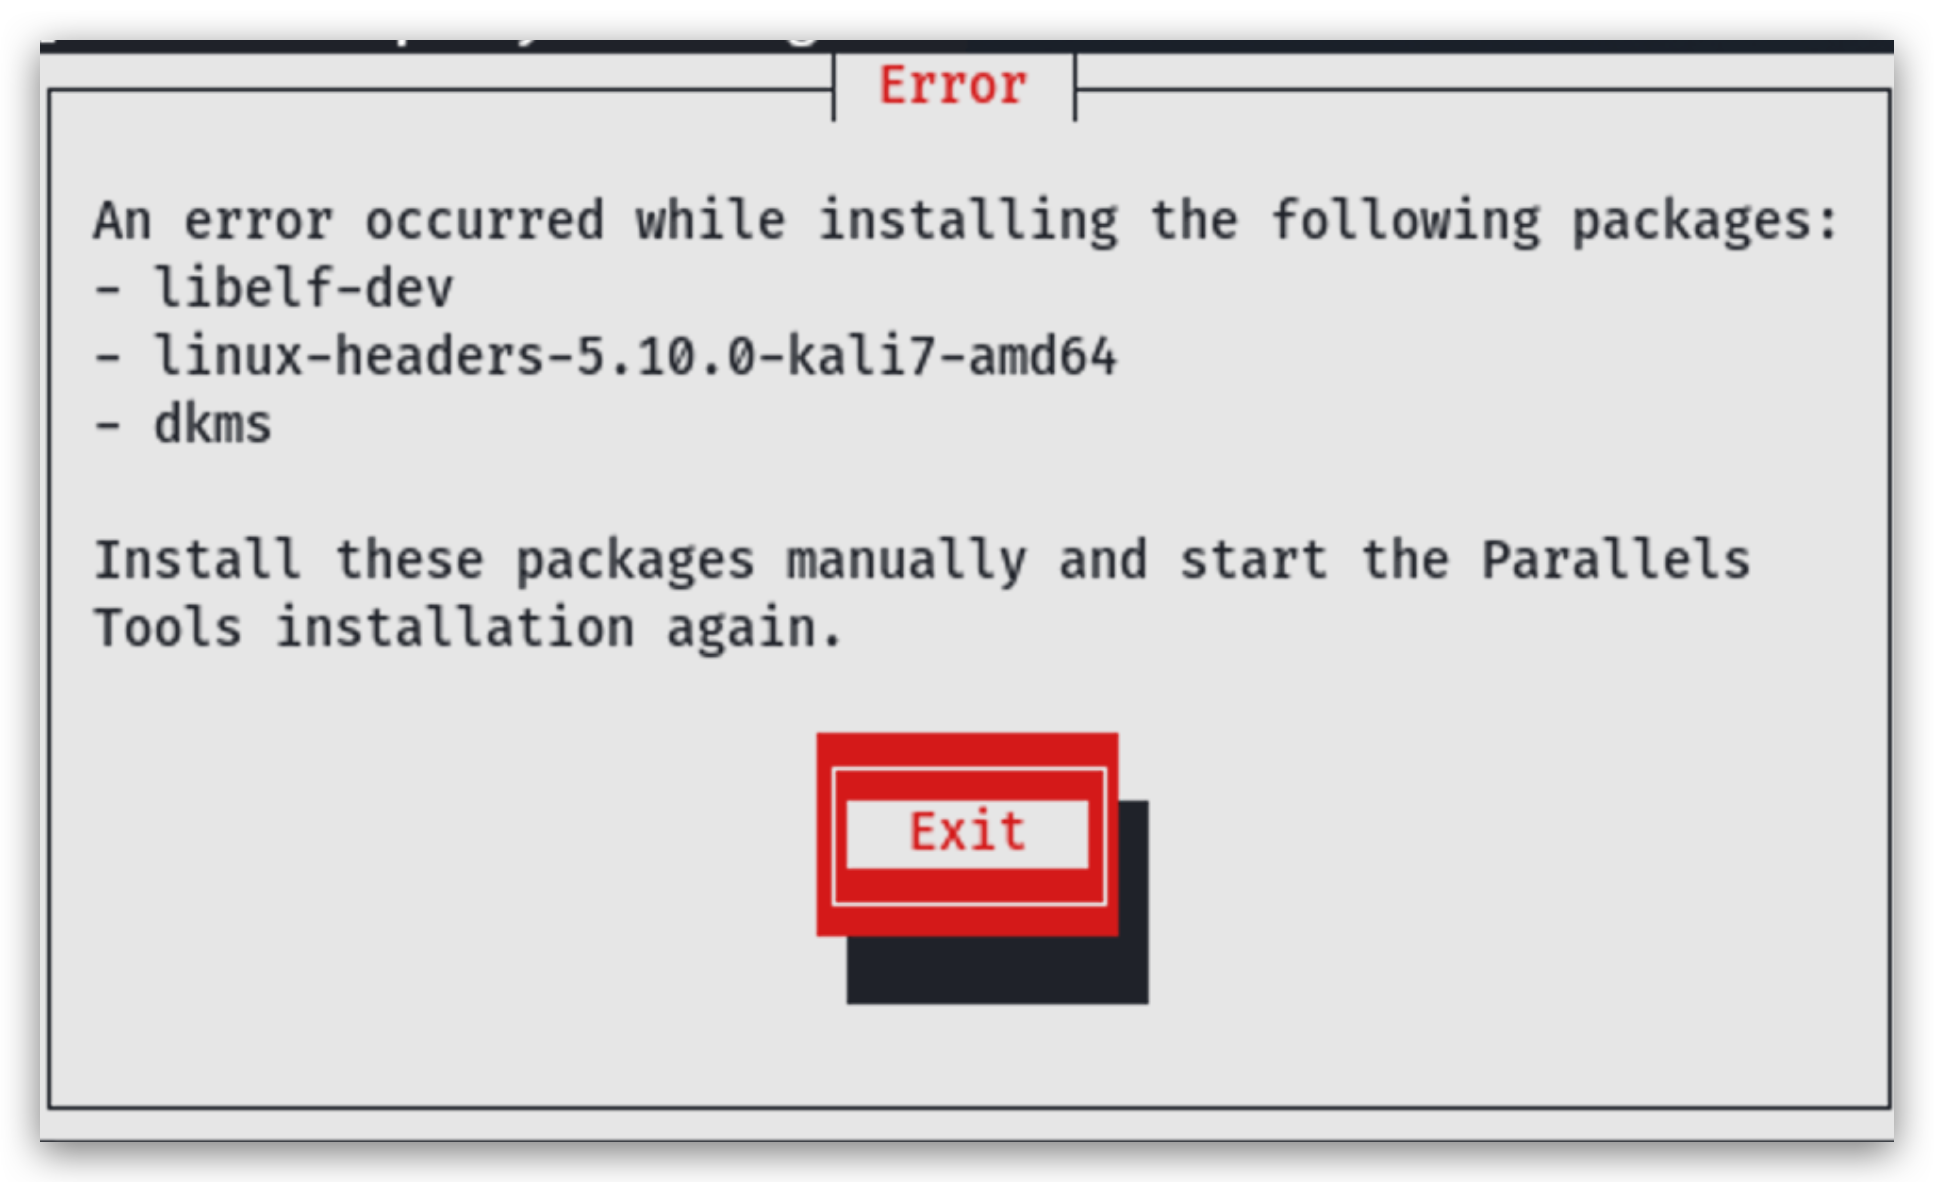 Error
An error occurred while installing the following packages:
- libelf-dev
- linux-headers-5.10.0-kali7-amd64
- dkms
Install these packages manually and start the Parallels
Tools installation again.
Exit